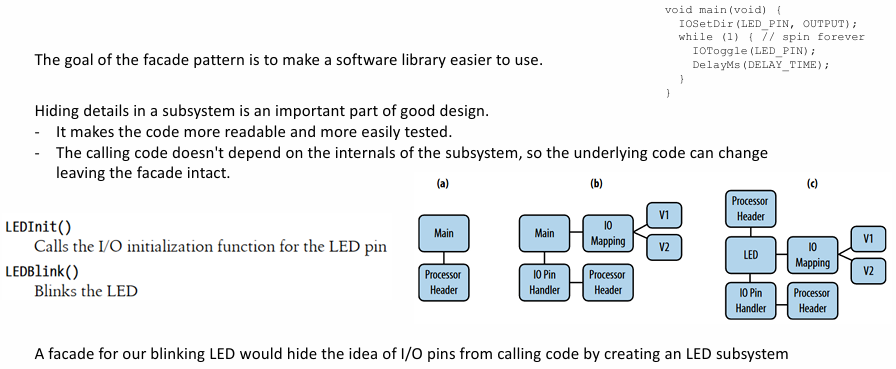 void main(void) {
IOSetDir(LED_PIN, OUTPUT);
while (1) { // spin forever
IOToggle(LED_PIN);
DelayMs(DELAY_TIME);
}
}
The goal of the facade pattern is to make a software library easier to use.
Hiding details in a subsystem is an important part of good design.
- It makes the code more readable and more easily tested.
- The calling code doesn't depend on the internals of the subsystem, so the underlying code can change
leaving the facade intact.
LEDInit()
Calls the I/O initialization function for the LED pin
LEDBlink()
Blinks the LED
(a)
Main
Processor
Header
(b)
Main
IO
Mapping
V1
V2
IO Pin
Handler
Processor
Header
(c)
Processor
Header
LED
IO
Mapping
V1
V2
IO Pin
Handler
Processor
Header
A facade for our blinking LED would hide the idea of I/O pins from calling code by creating an LED subsystem